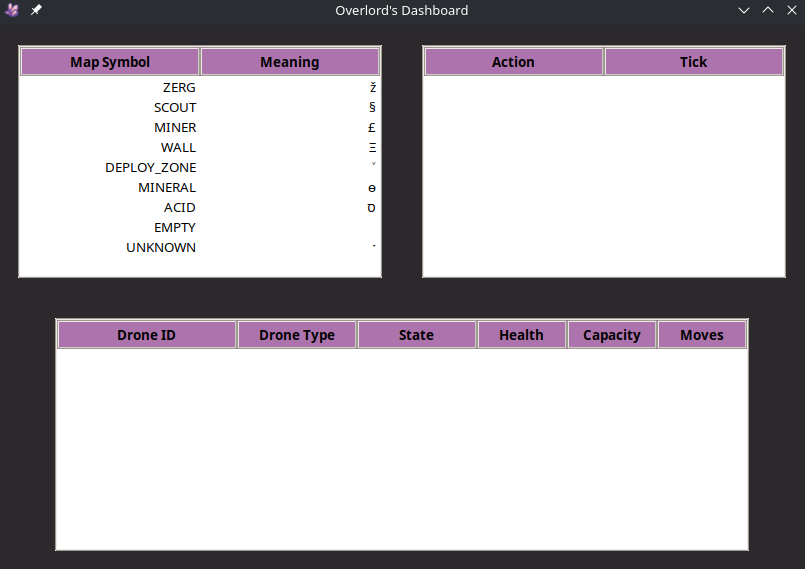 Overlord's Dashboard
Map Symbol Meaning
ZERG ž
SCOUT §
MINER £
WALL Ξ
DEPLOY_ZONE ˅
MINERAL ɵ
ACID
EMPTY
UNKNOWN
Action Tick
Drone ID Drone Type State Health Capacity Moves